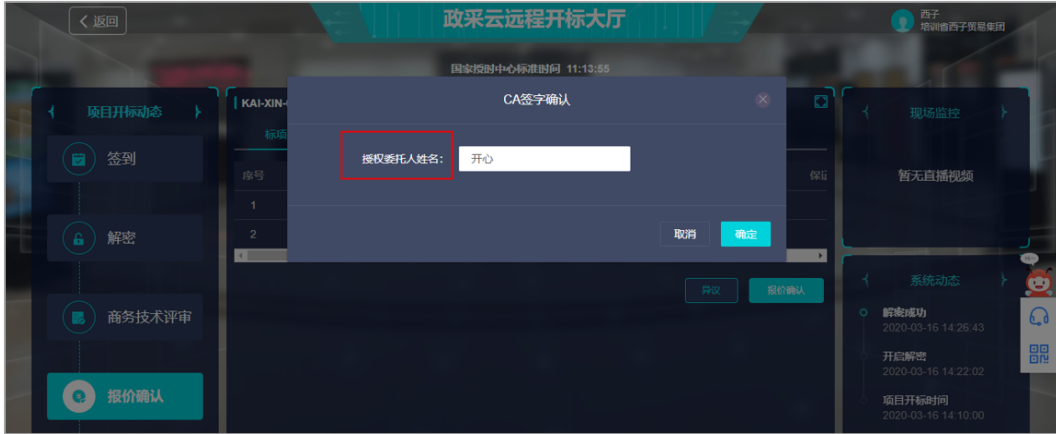 返回
政采云远程开标大厅
西子
培训省西子贸易集团
国家授时中心标准时间 11:13:55
项目开标动态
签到
解密
商务技术评审
报价确认
KAI-XIN-
标项
序号
1
2
CA签字确认
授权委托人姓名:
开心
取消
确定
异议
报价确认
现场监控
暂无直播视频
系统动态
解密成功
2020-03-16 14:26:43
开启解密
2020-03-16 14:22:02
项目开标时间
2020-03-16 14:10:00